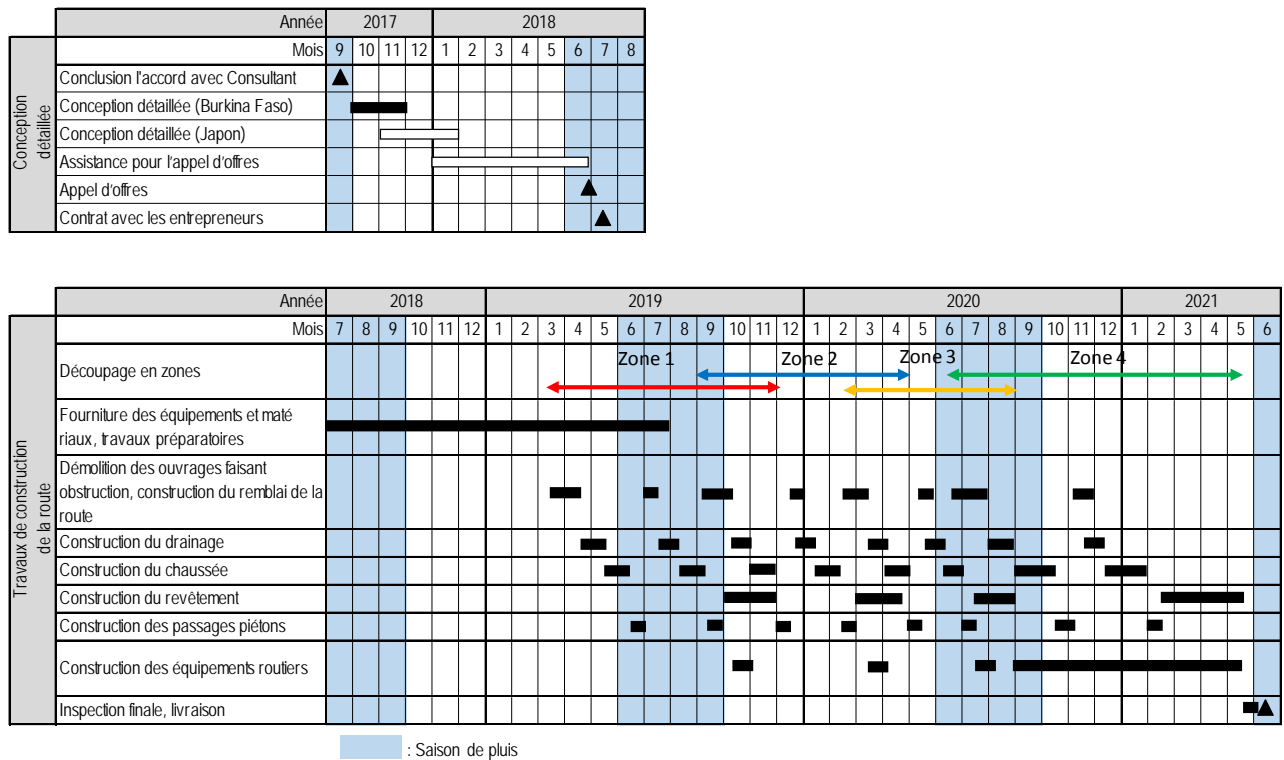 Année 2017 2018
Mois 9 10 11 12 1 2 3 4 5 6 7 8
Conception
détaillée
Conclusion l'accord avec Consultant
Conception détaillée (Burkina Faso)
Conception détaillée (Japon)
Assistance pour l'appel d'offres
Appel d'offres
Contrat avec les entrepreneurs
Année 2018 2019 2020 2021
Mois 7 8 9 10 11 12 1 2 3 4 5 6 7 8 9 10 11 12 1 2 3 4 5 6 7 8 9 10 11 12 1 2 3 4 5 6
Travaux de construction
de la route
Découpage en zones
Zone 1 Zone 2 Zone 3 Zone 4
Fourniture des équipements et maté
riaux, travaux préparatoires
Démolition des ouvrages faisant
obstruction, construction du remblai de la
route
Construction du drainage
Construction du chaussée
Construction du revêtement
Construction des passages piétons
Construction des équipements routiers
Inspection finale, livraison
: Saison de pluis